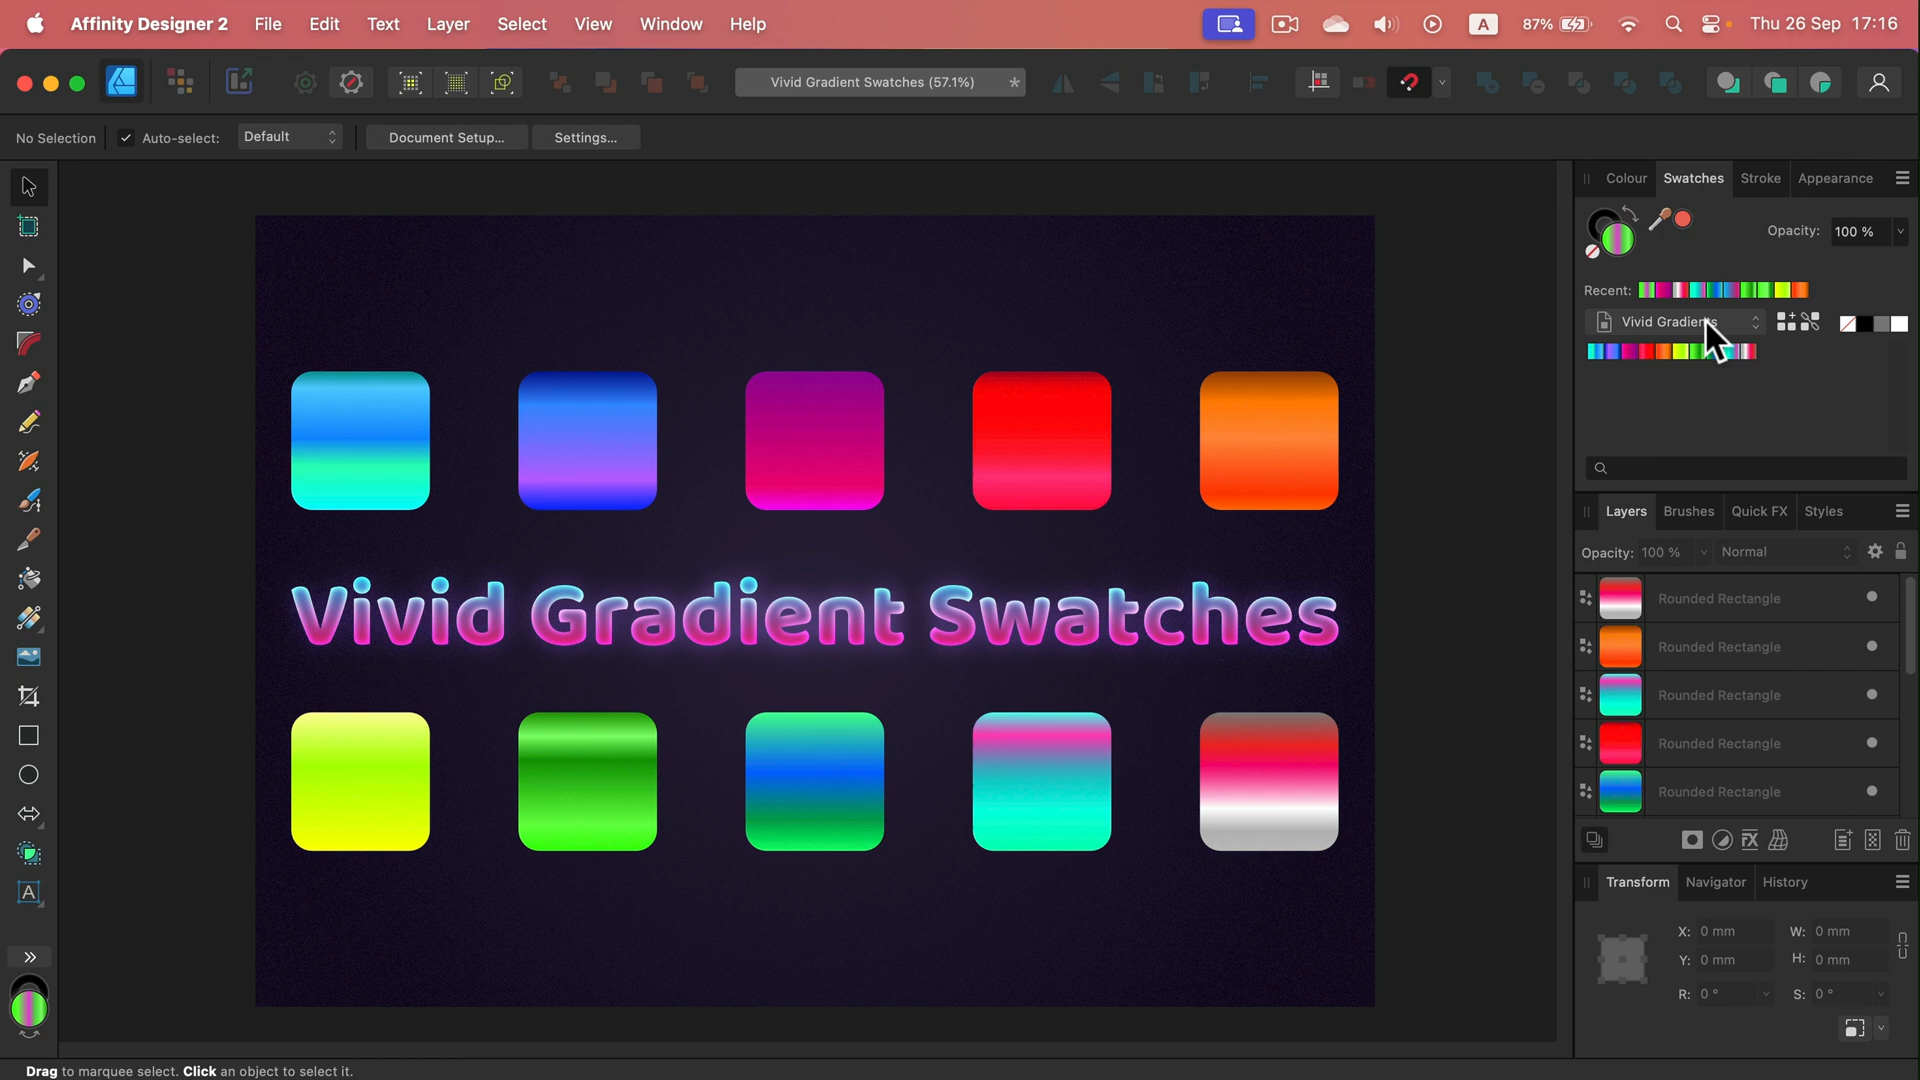 Affinity Designer 2 File Edit Text Layer Select View Window Help A 87% Thu 26 Sep 17:16
Vivid Gradient Swatches (57.1%) *
No Selection Auto-select: Default Document Setup... Settings...
Colour Swatches Stroke Appearance
Opacity: 100 %
Recent:
Vivid Gradients
Vivid Gradient Swatches
Layers Brushes Quick FX Styles
Opacity: 100 % Normal
Rounded Rectangle
Rounded Rectangle
Rounded Rectangle
Rounded Rectangle
Rounded Rectangle
FX
Transform Navigator History
X: 0 mm W: 0 mm
Y: 0 mm H: 0 mm
R: 0 ° S: 0 °
A
Drag to marquee select. Click an object to select it.